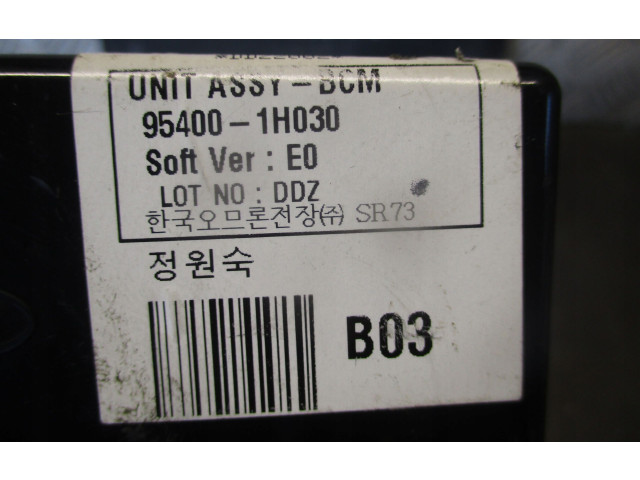 UNIT ASSY-BCM
95400-1H030
Soft Ver : E0
LOT NO : DDZ
한국오므론전장㈜ SR73
정원숙
B03